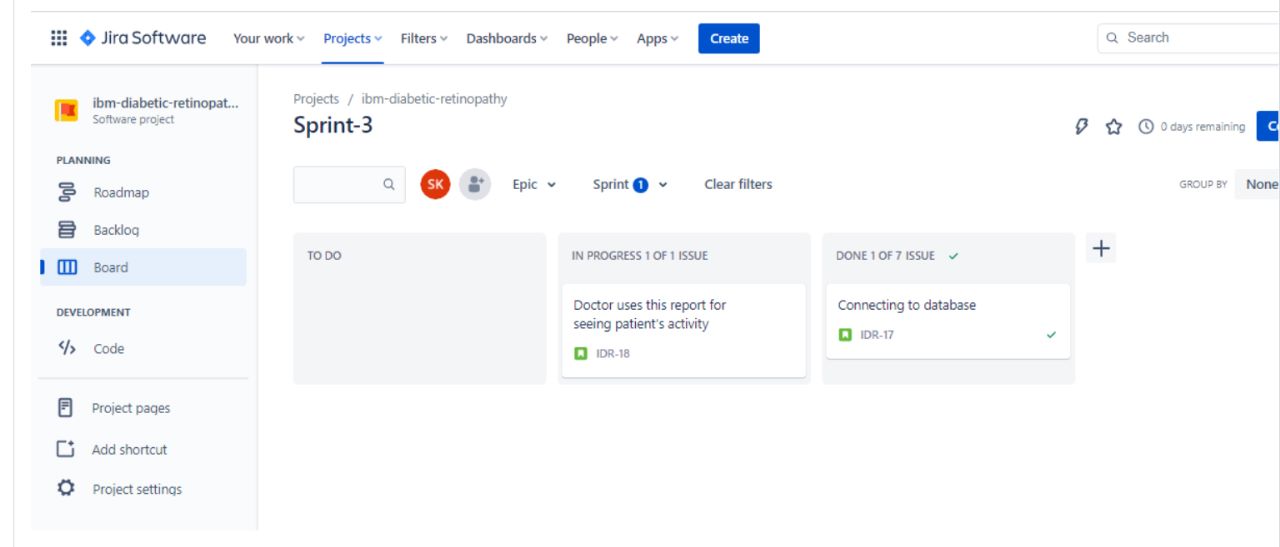 Jira Software Your work Projects Filters Dashboards People Apps Create Search
ibm-diabetic-retinopat...
Software project
PLANNING
Roadmap
Backlog
Board
DEVELOPMENT
Code
Project pages
Add shortcut
Project settings
Projects / ibm-diabetic-retinopathy
Sprint-3
0 days remaining
SK Epic Sprint 1 Clear filters
GROUP BY None
TO DO
IN PROGRESS 1 OF 1 ISSUE
Doctor uses this report for
seeing patient's activity
IDR-18
DONE 1 OF 7 ISSUE
Connecting to database
IDR-17